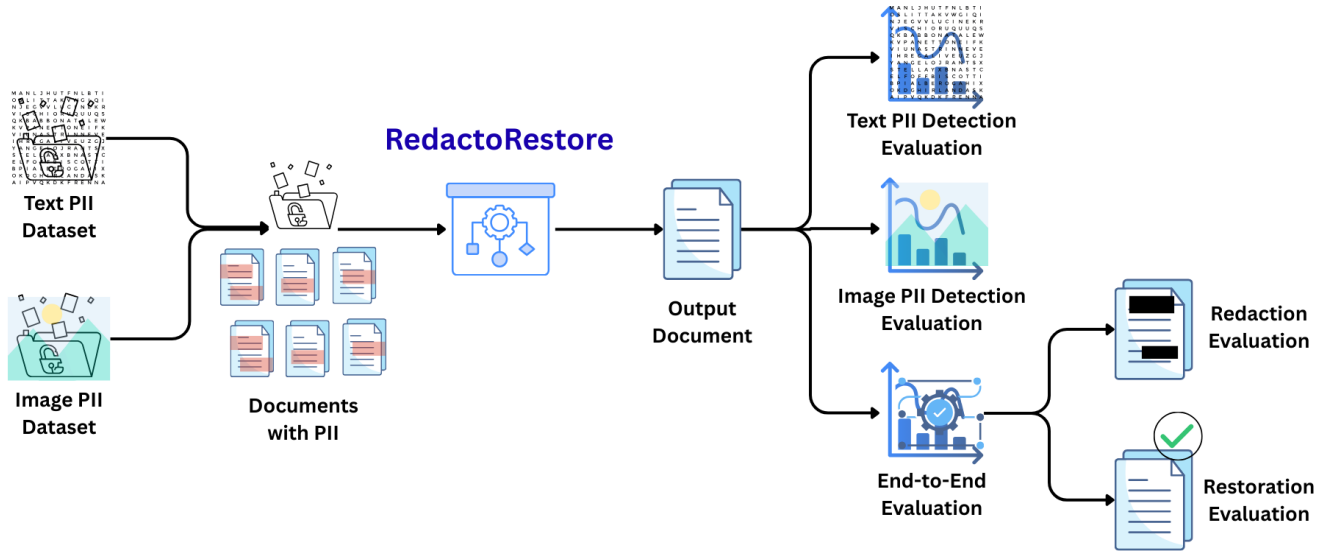 Text PII
Dataset
Image PII
Dataset
Documents
with PII
RedactoRestore
Output
Document
Text PII Detection
Evaluation
Image PII Detection
Evaluation
End-to-End
Evaluation
Redaction
Evaluation
Restoration
Evaluation